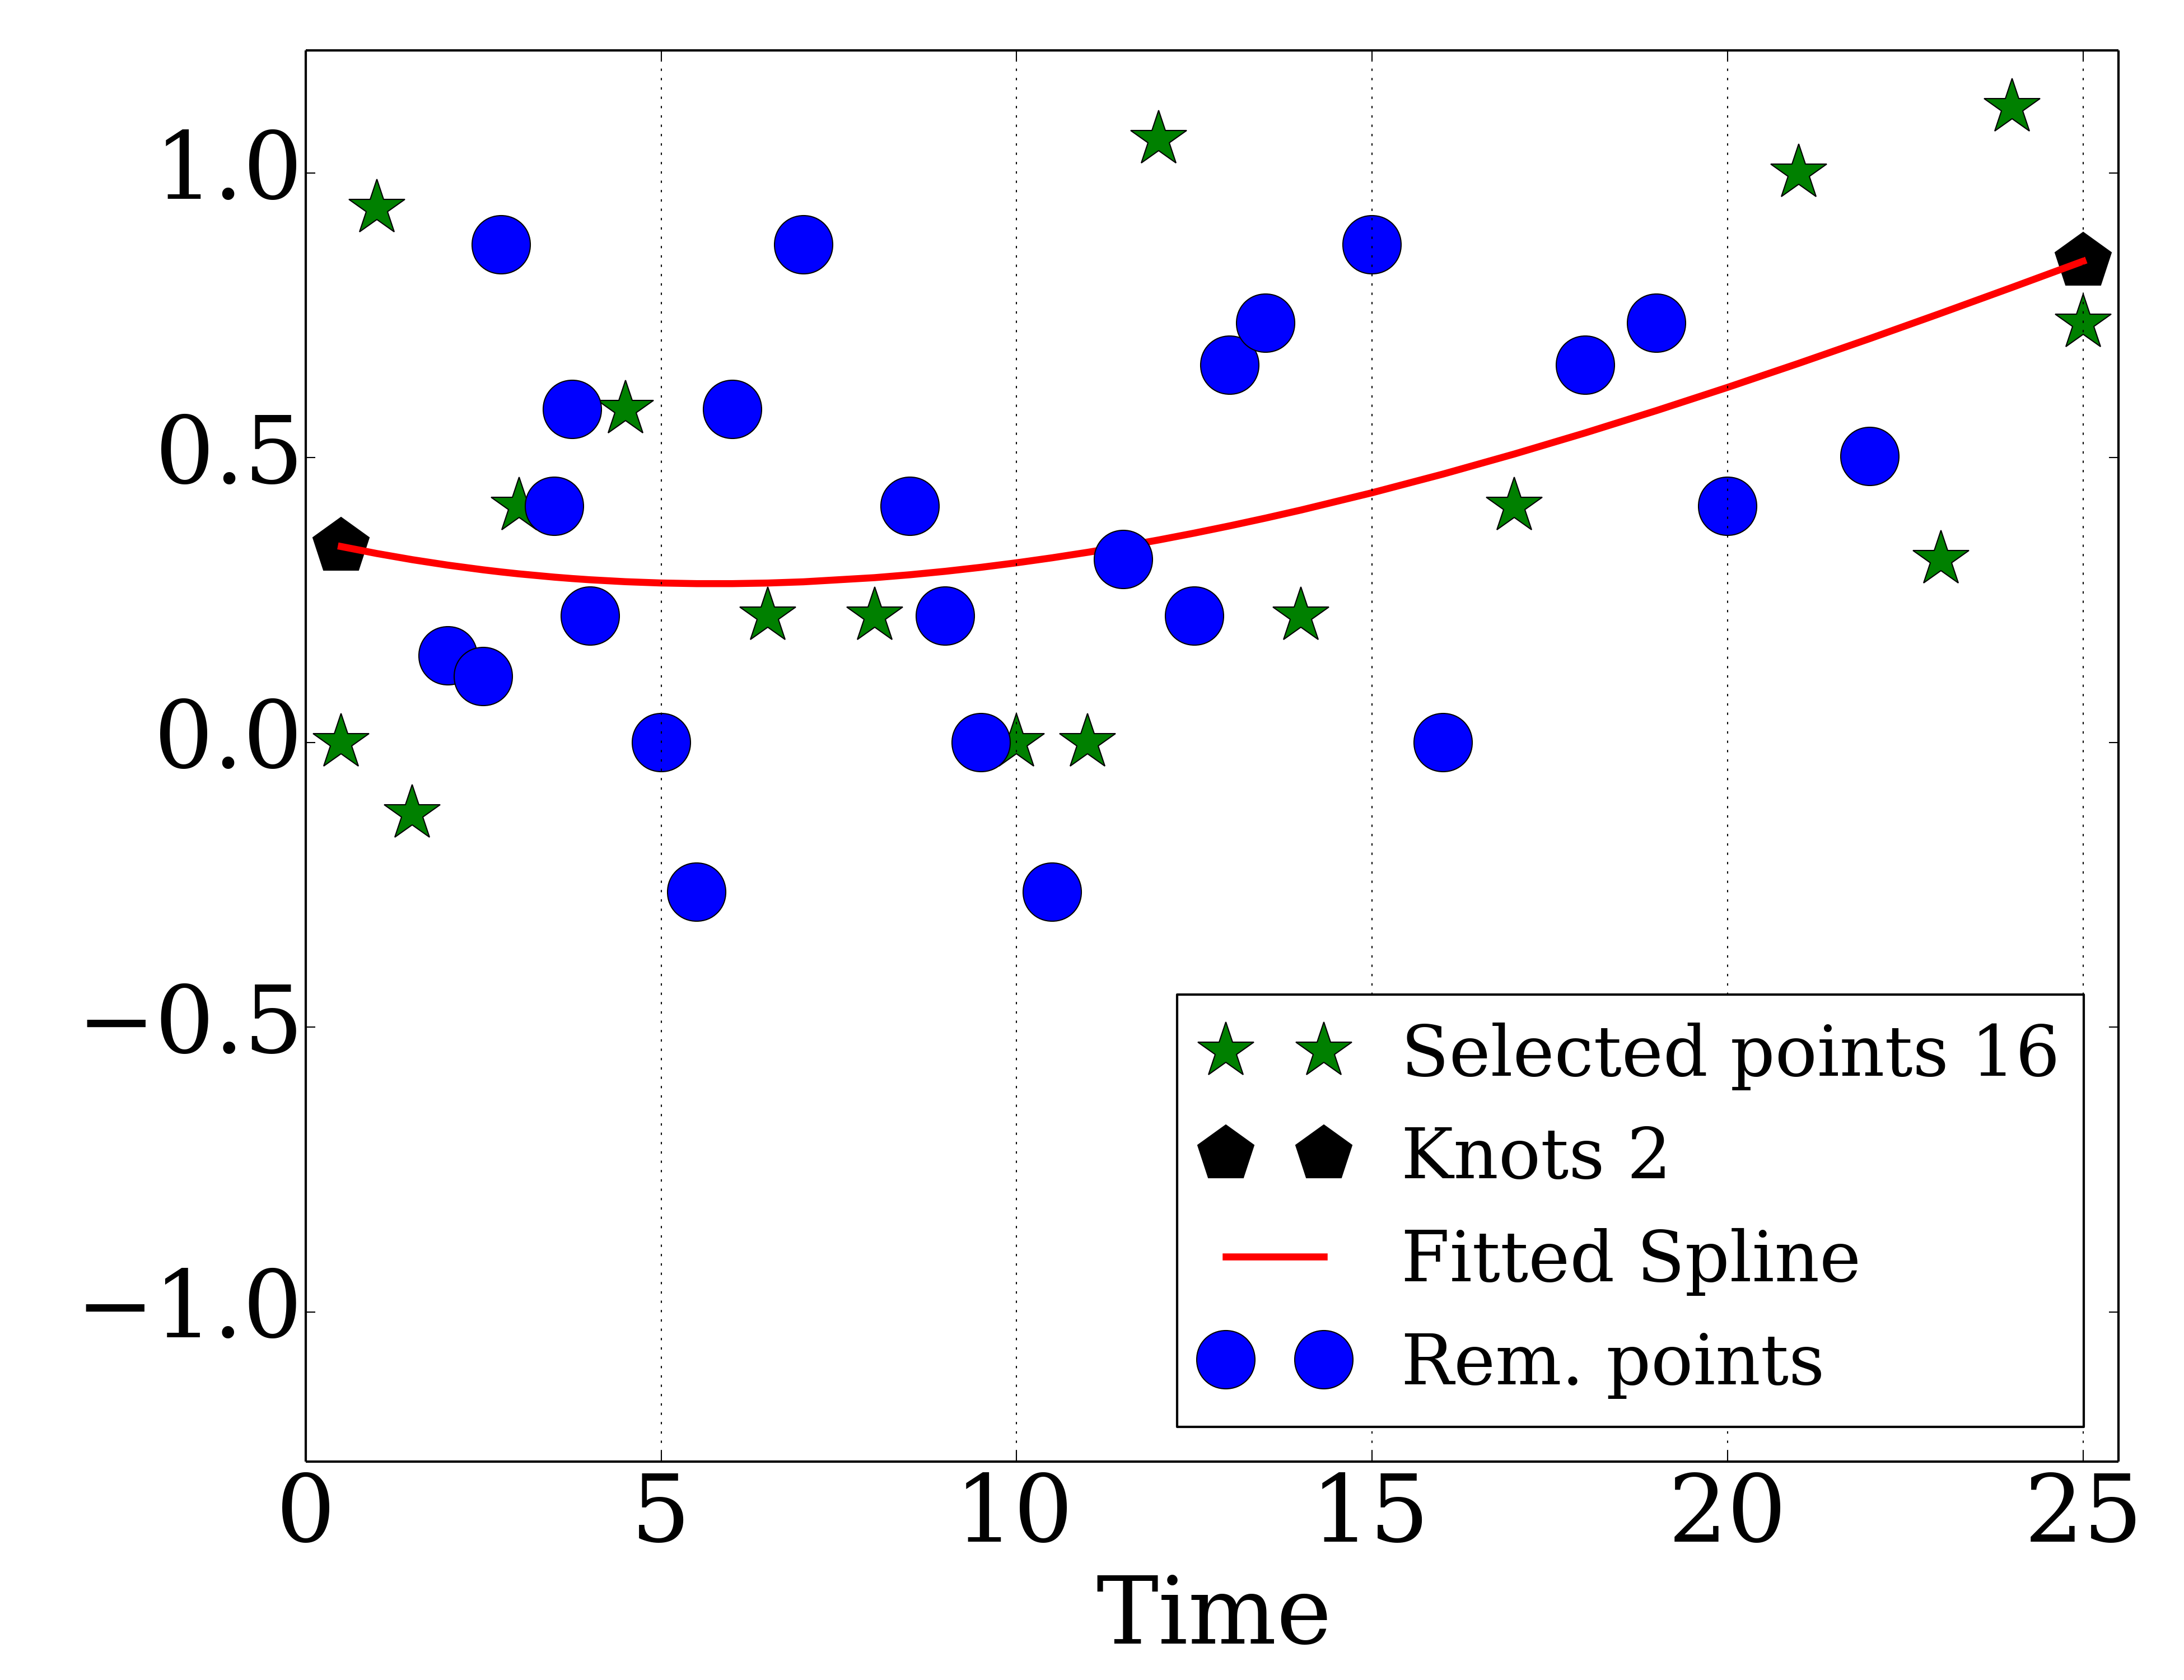 1.0
0.5
0.0
−0.5
−1.0
Selected points 16
Knots 2
Fitted Spline
Rem. points
0 5 10 15 20 25
Time